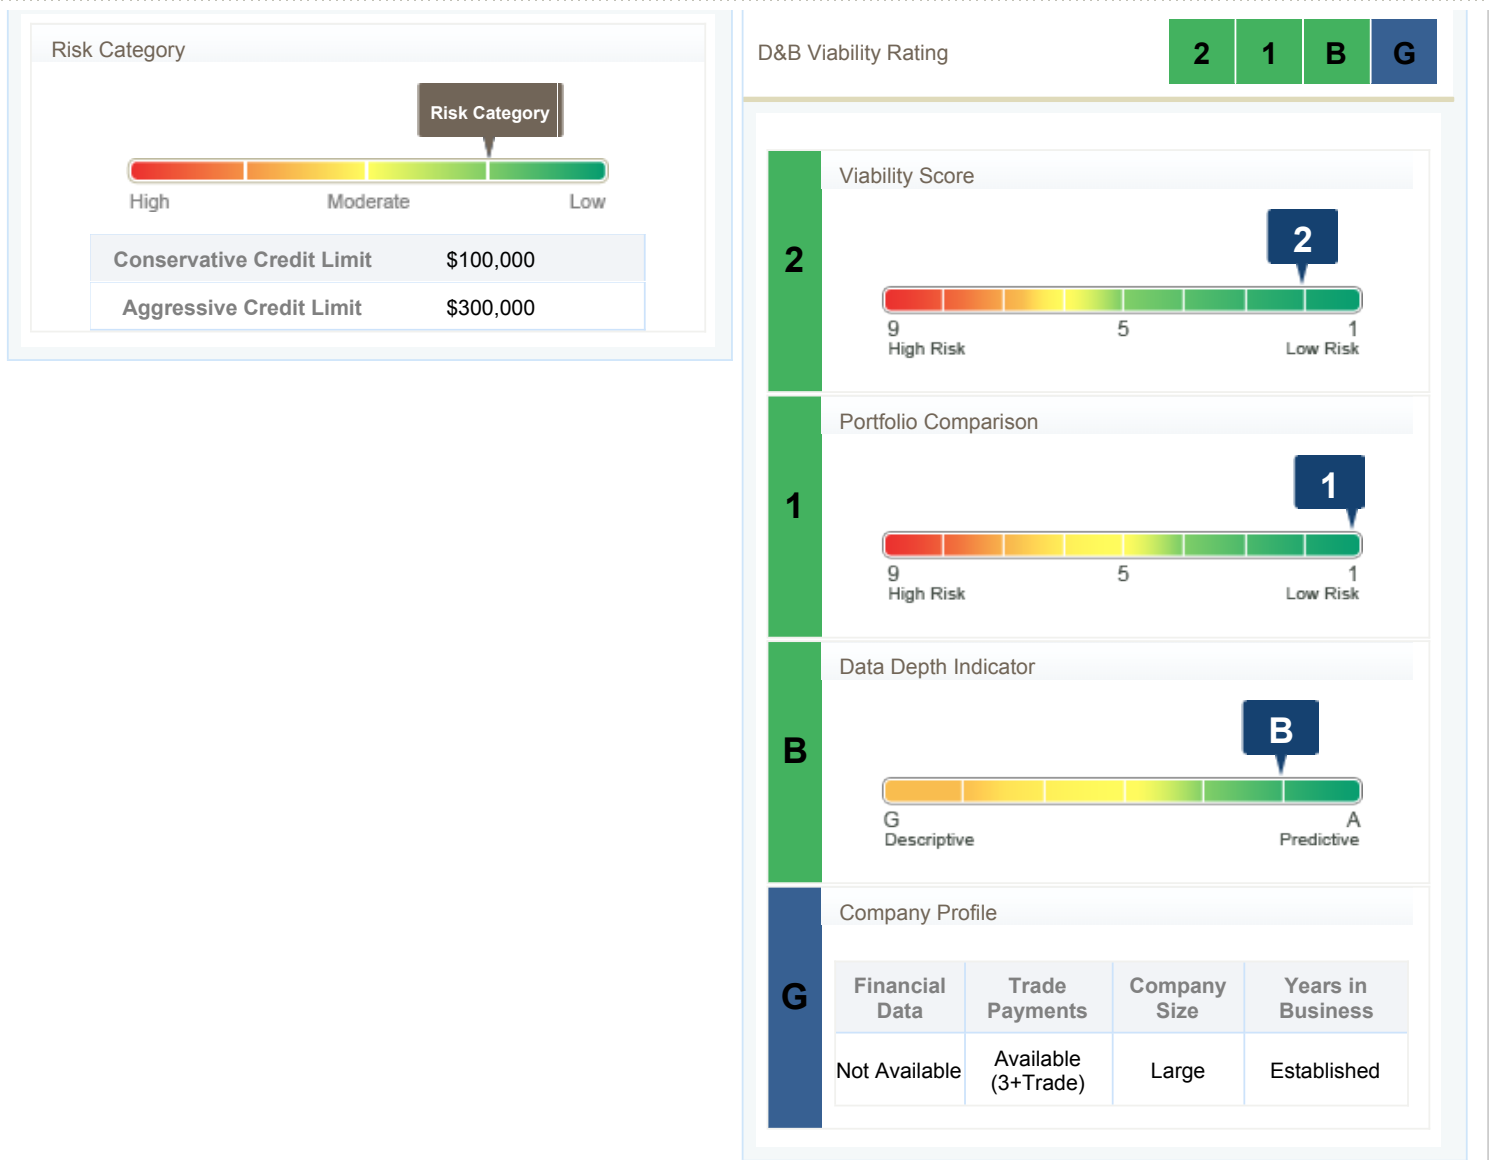 Risk Category
Risk Category
High Moderate Low
Conservative Credit Limit $100,000
Aggressive Credit Limit $300,000
D&B Viability Rating 2 1 B G
2
Viability Score
2
9 5 1
High Risk Low Risk
1
Portfolio Comparison
1
9 5 1
High Risk Low Risk
B
Data Depth Indicator
B
G A
Descriptive Predictive
G
Company Profile
Financial Data Trade Payments Company Size Years in Business
Not Available Available (3+Trade) Large Established